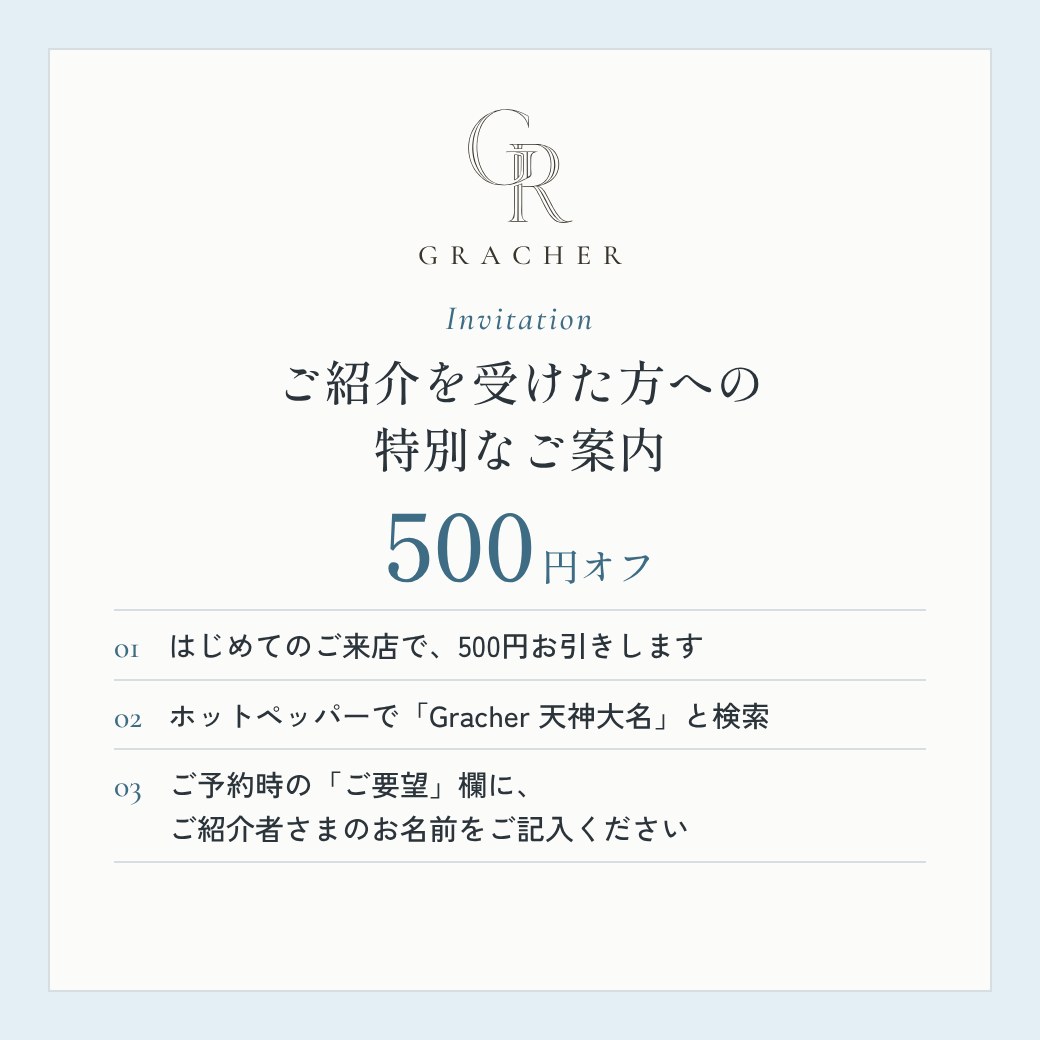 GR
GRACHER
Invitation
ご紹介を受けた方への
特別なご案内
500円オフ
01 はじめてのご来店で、500円お引きします
02 ホットペッパーで「Gracher 天神大名」と検索
03 ご予約時の「ご要望」欄に、
ご紹介者さまのお名前をご記入ください